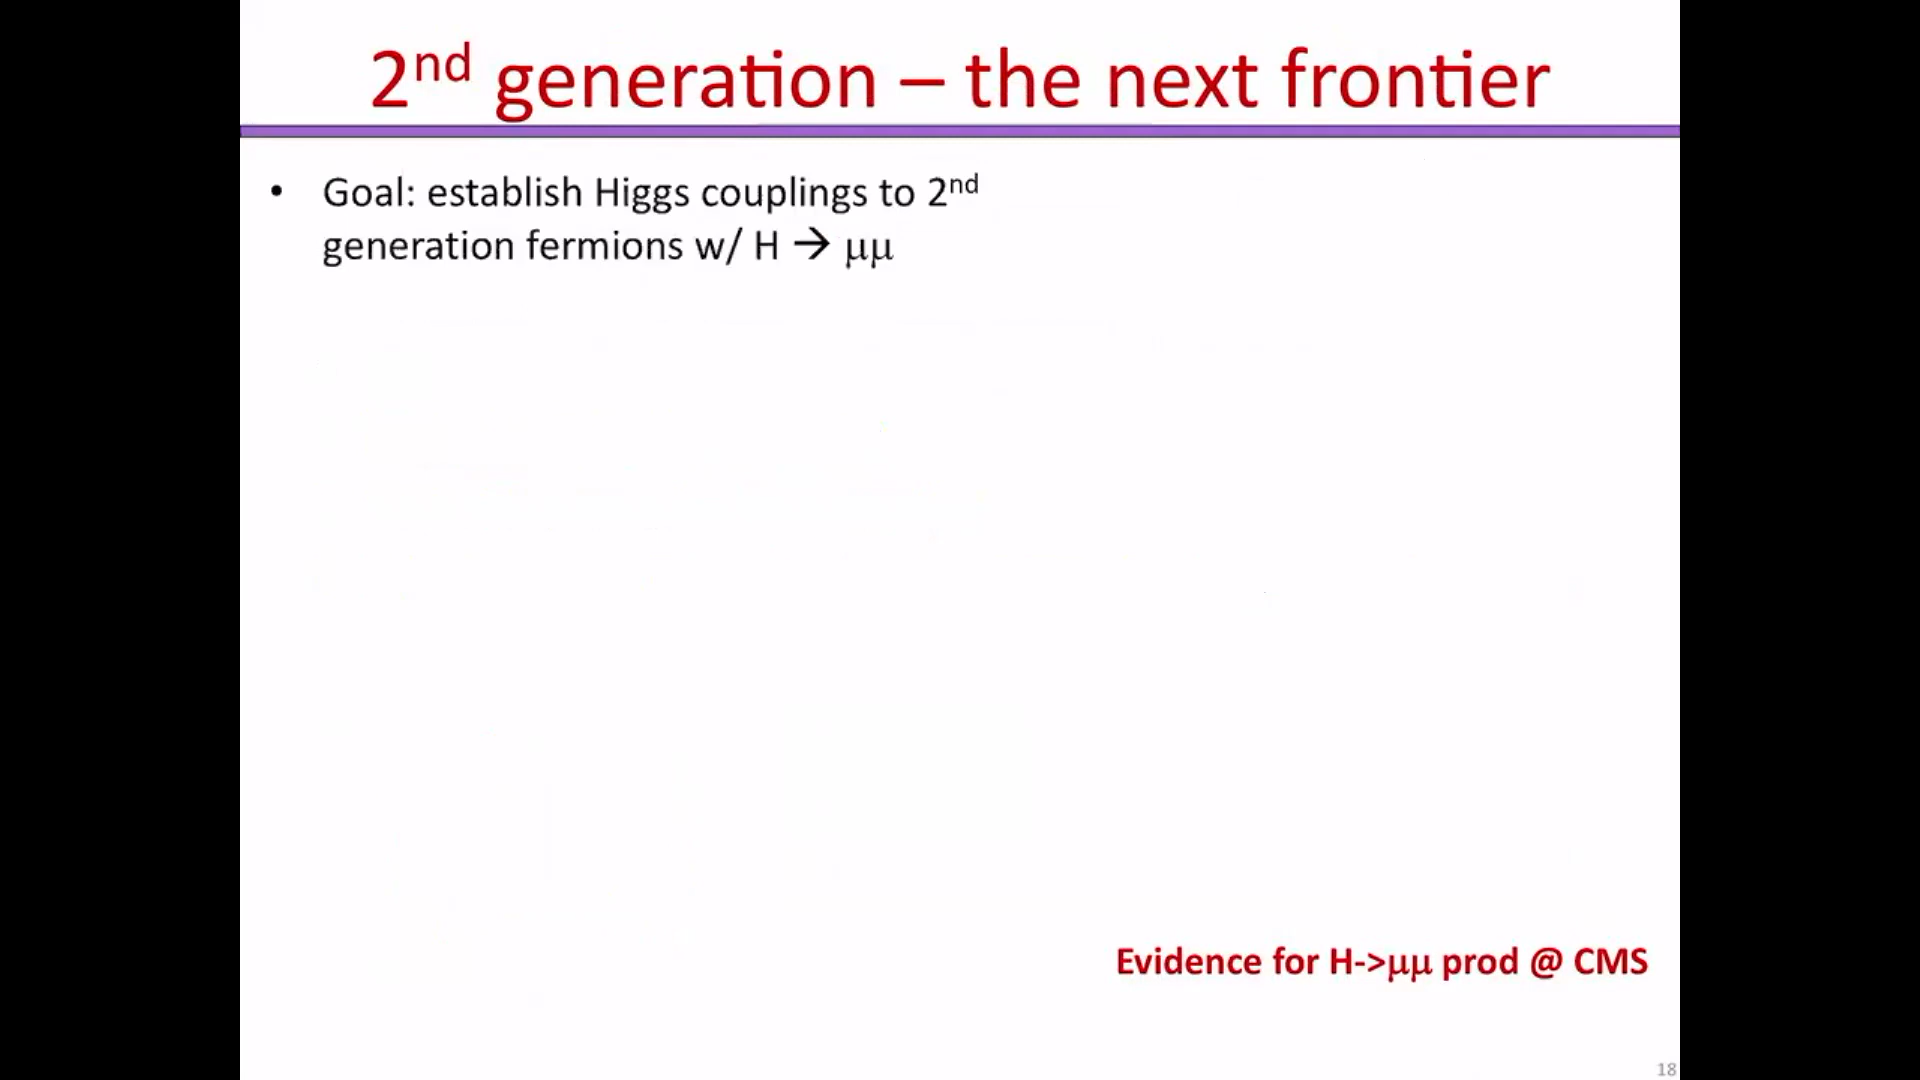 2nd generation – the next frontier
• Goal: establish Higgs couplings to 2nd
generation fermions w/ H → μμ
Evidence for H->μμ prod @ CMS
18